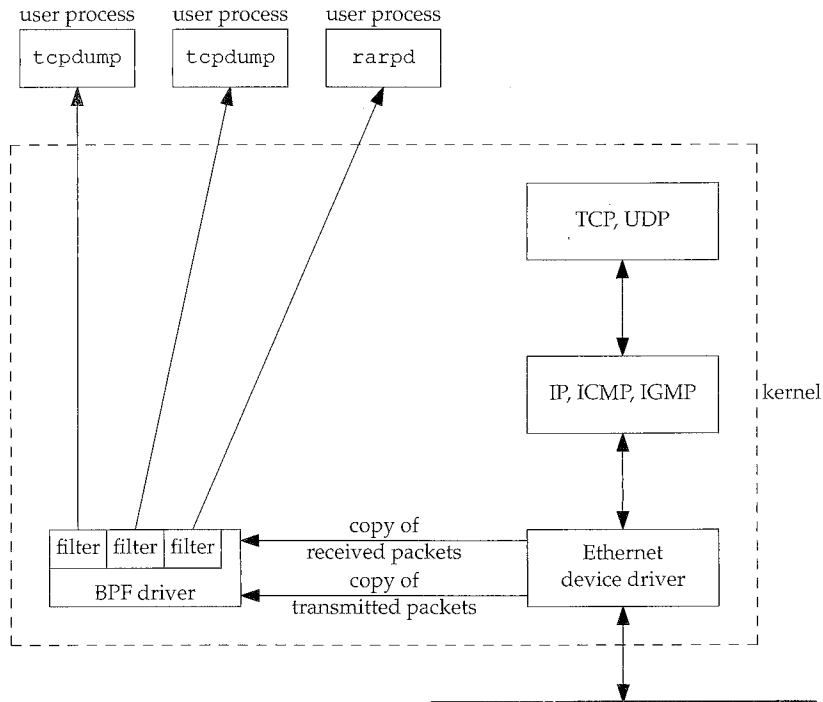 user process
user process
user process
tcpdump
tcpdump
rarpd
TCP, UDP
IP, ICMP, IGMP
kernel
filter
filter
filter
BPF driver
copy of
received packets
copy of
transmitted packets
Ethernet
device driver